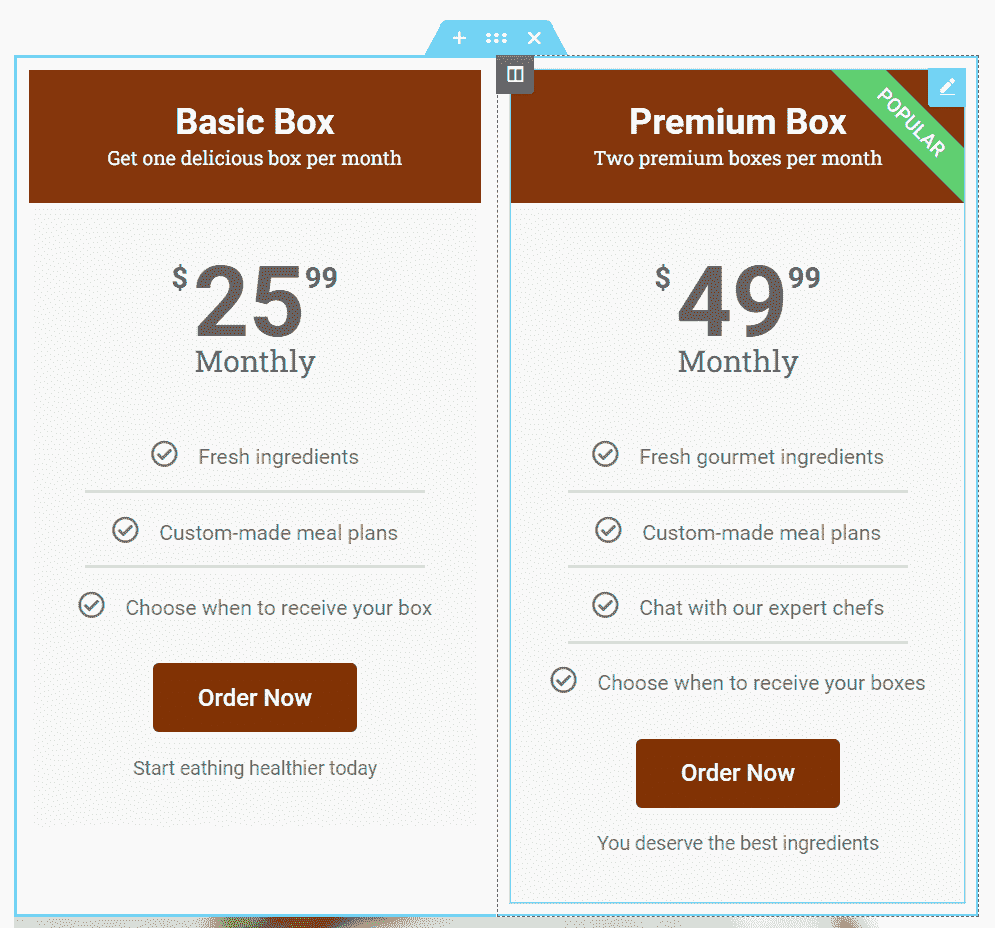 Basic Box
Get one delicious box per month
$25 99
Monthly
Fresh ingredients
Custom-made meal plans
Choose when to receive your box
Order Now
Start eathing healthier today
Premium Box
Two premium boxes per month
POPULAR
$49 99
Monthly
Fresh gourmet ingredients
Custom-made meal plans
Chat with our expert chefs
Choose when to receive your boxes
Order Now
You deserve the best ingredients